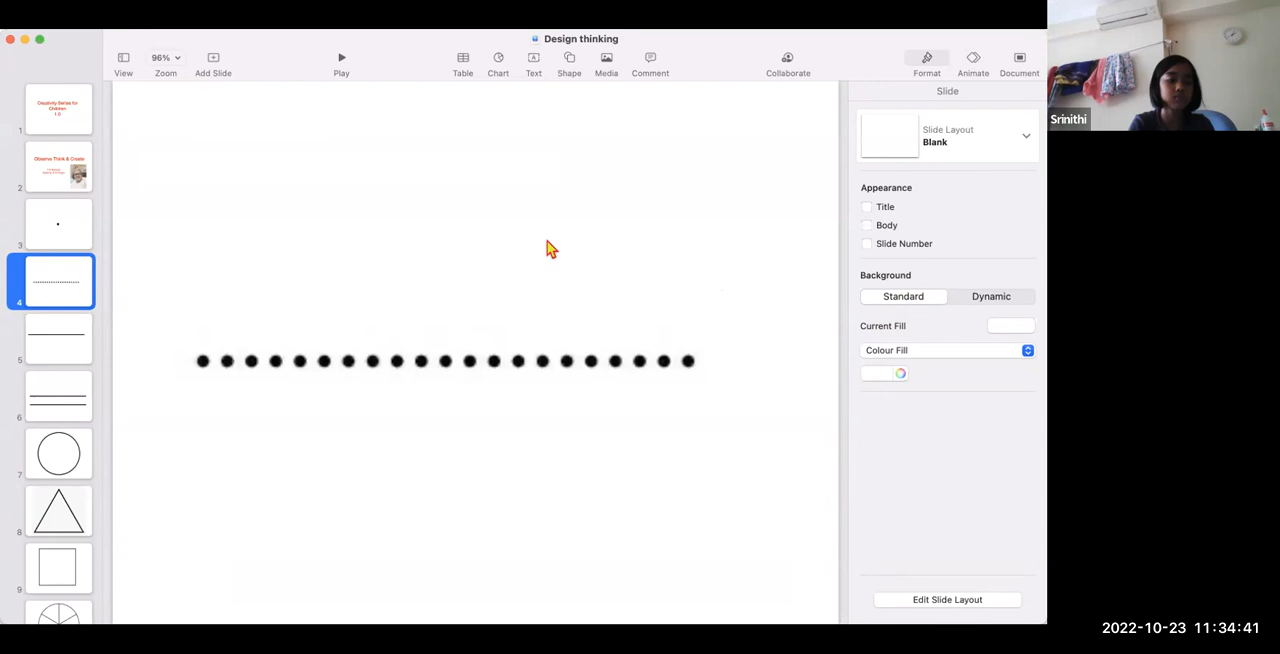 Design thinking
96%
View
Zoom
Add Slide
Play
Table
Chart
Text
Shape
Media
Comment
Collaborate
Format
Animate
Document
Creativity Series for
Children
1.0
1
Observe Think & Create
2
3
4
5
6
7
8
9
Slide
Slide Layout
Blank
Appearance
Title
Body
Slide Number
Background
Standard
Dynamic
Current Fill
Colour Fill
Edit Slide Layout
Srinithi
2022-10-23 11:34:41